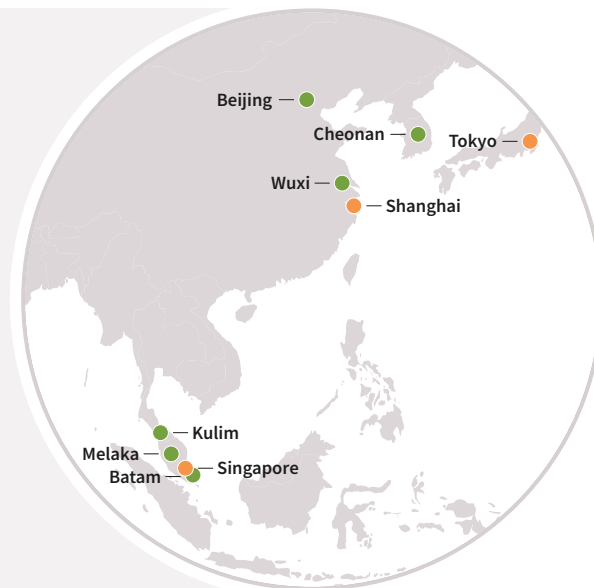 Beijing
Cheonan
Tokyo
Wuxi
Shanghai
Kulim
Melaka
Singapore
Batam